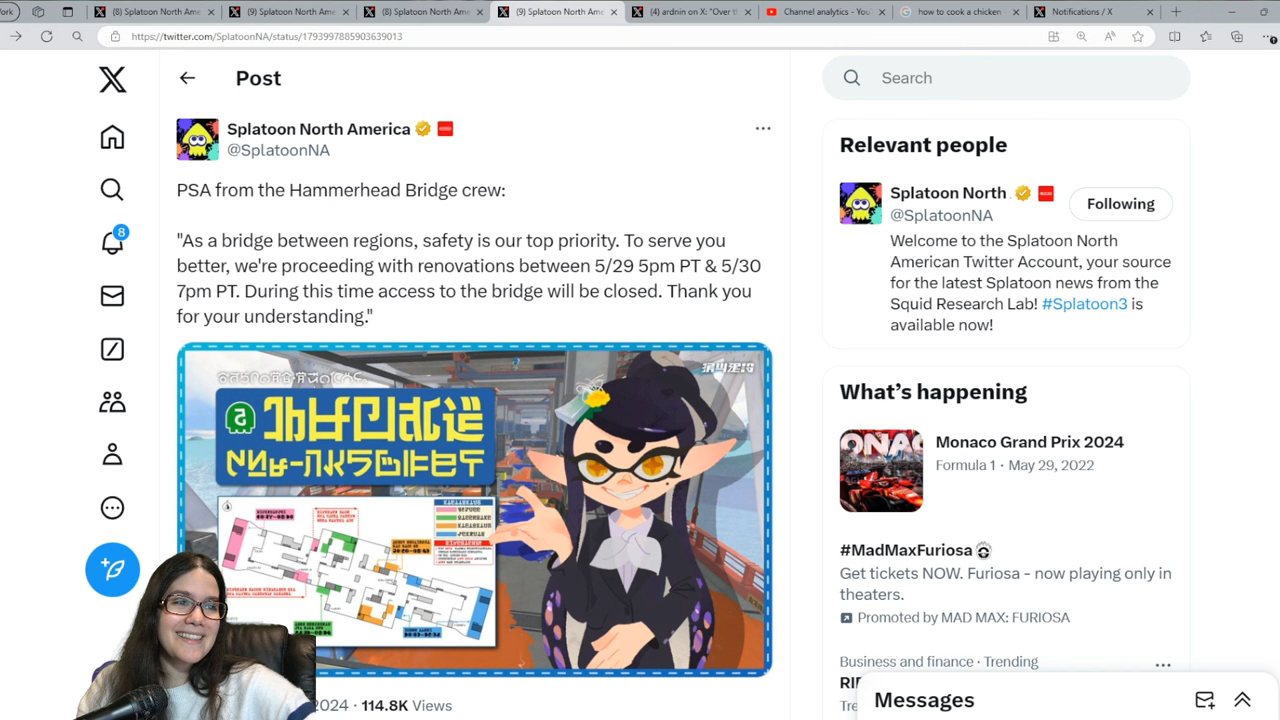 ork
(8) Splatoon North Ame
(9) Splatoon North Ame
(8) Splatoon North Ame
(9) Splatoon North Ame
(4) ardnin on X: "Over t
Channel analytics - You
how to cook a chicken
Notifications / X
https://twitter.com/SplatoonNA/status/1793997885903639013
Post
Search
Splatoon North America
@SplatoonNA
PSA from the Hammerhead Bridge crew:
"As a bridge between regions, safety is our top priority. To serve you
better, we're proceeding with renovations between 5/29 5pm PT & 5/30
7pm PT. During this time access to the bridge will be closed. Thank you
for your understanding."
8
2024 · 114.8K Views
Relevant people
Splatoon North
@SplatoonNA
Following
Welcome to the Splatoon North
American Twitter Account, your source
for the latest Splatoon news from the
Squid Research Lab! #Splatoon3 is
available now!
What's happening
Monaco Grand Prix 2024
Formula 1 · May 29, 2022
#MadMaxFuriosa
Get tickets NOW. Furiosa – now playing only in
theaters.
Promoted by MAD MAX: FURIOSA
Business and finance · Trending
Messages